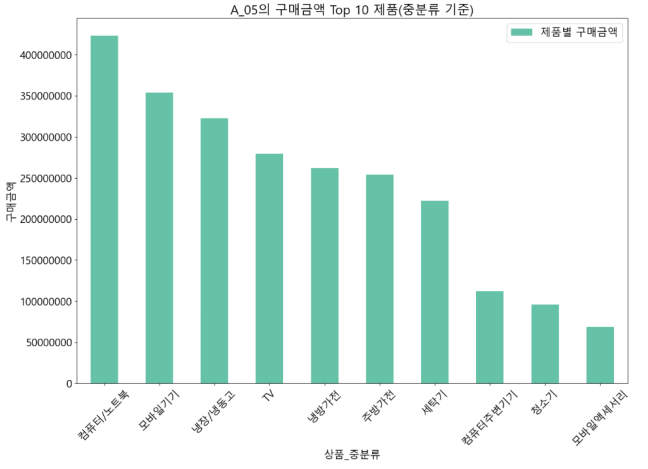 A_05의 구매금액 Top 10 제품(중분류 기준)
제품별 구매금액
구매금액
400000000
350000000
300000000
250000000
200000000
150000000
100000000
50000000
0
컴퓨터/노트북
모바일기기
냉장/냉동고
TV
냉방가전
주방가전
세탁기
컴퓨터주변기기
청소기
모바일액세서리
상품_중분류